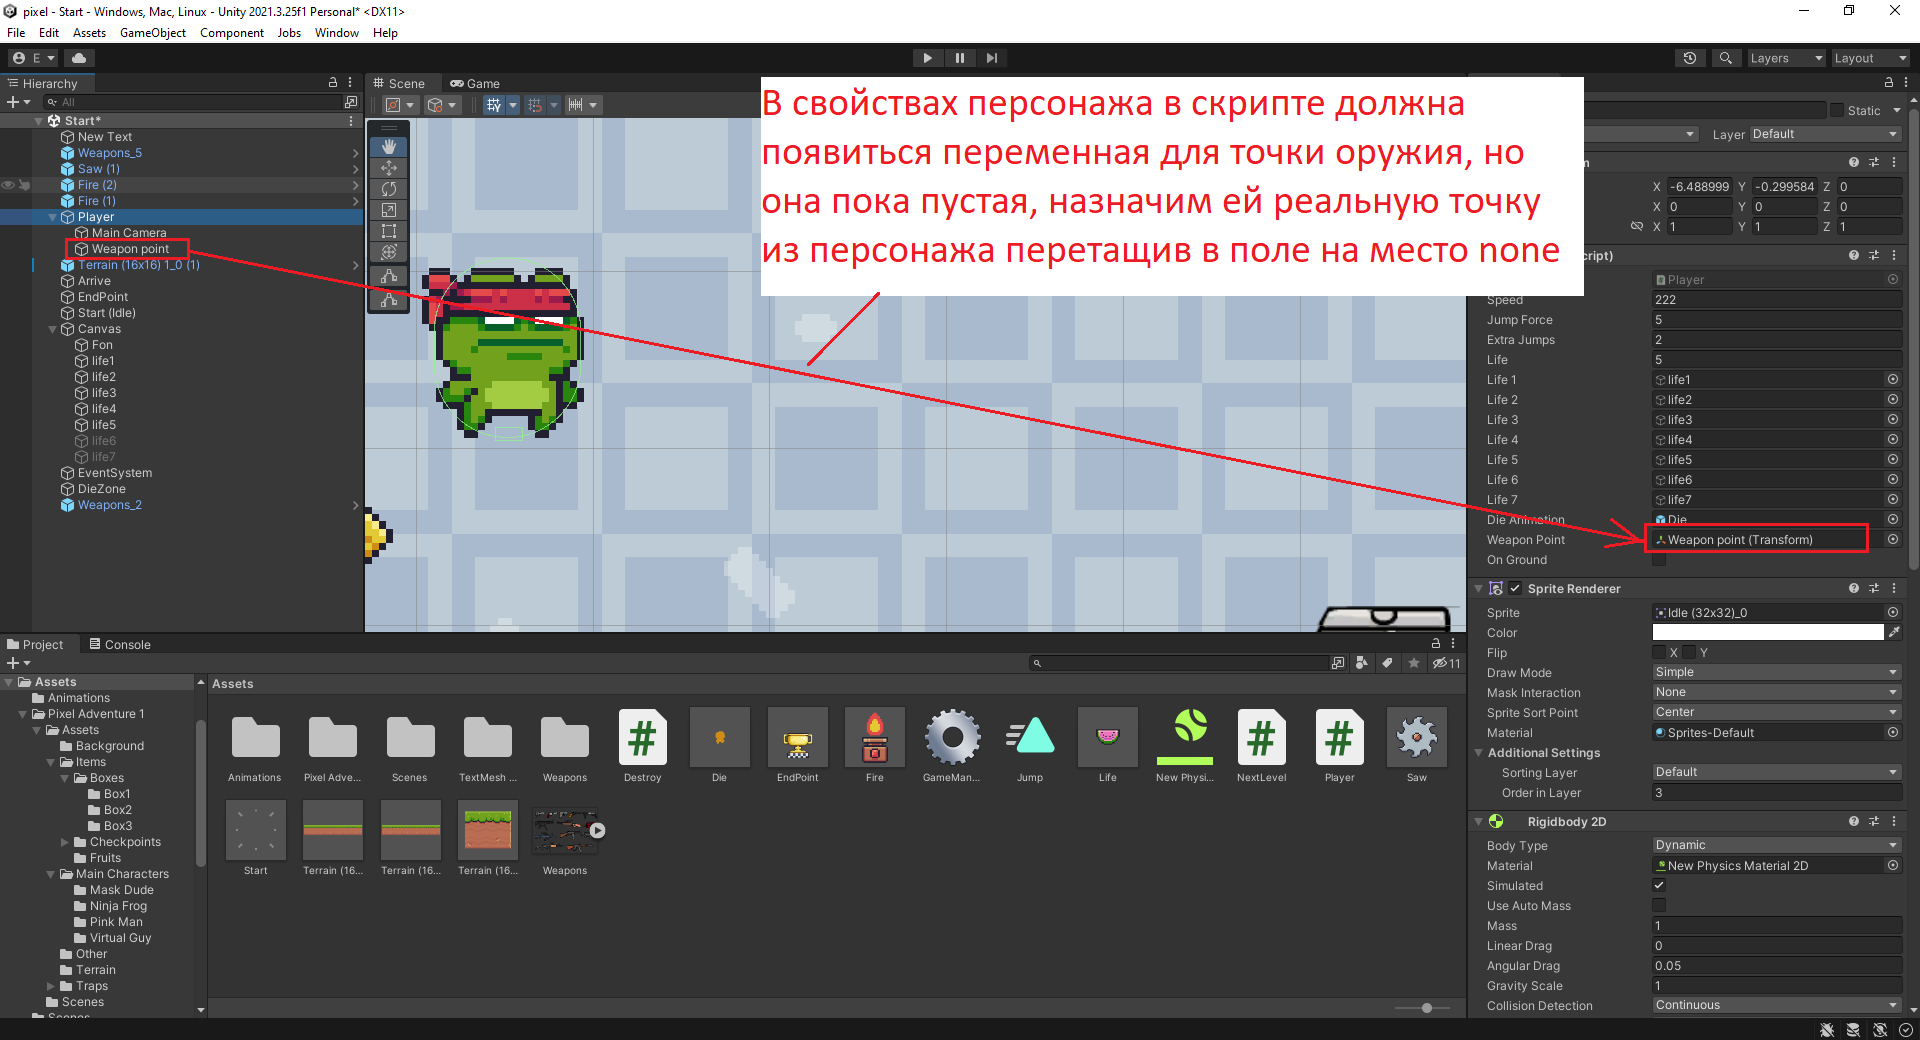 pixel - Start - Windows, Mac, Linux - Unity 2021.3.25f1 Personal* <DX11>
File Edit Assets GameObject Component Jobs Window Help
E
Layers
Layout
Hierarchy
All
Start*
New Text
Weapons_5
Saw (1)
Fire (2)
Fire (1)
Player
Main Camera
Weapon point
Terrain (16x16) 1_0 (1)
Arrive
EndPoint
Start (Idle)
Canvas
Fon
life1
life2
life3
life4
life5
life6
life7
EventSystem
DieZone
Weapons_2
Scene
Game
В свойствах персонажа в скрипте должна
появиться переменная для точки оружия, но
она пока пустая, назначим ей реальную точку
из персонажа перетащив в поле на место none
Static
Layer Default
X -6.488999 Y -0.299584 Z 0
X 0 Y 0 Z 0
X 1 Y 1 Z 1
Player
Speed 222
Jump Force 5
Extra Jumps 2
Life 5
Life 1 life1
Life 2 life2
Life 3 life3
Life 4 life4
Life 5 life5
Life 6 life6
Life 7 life7
Die Animation Die
Weapon Point Weapon point (Transform)
On Ground
Sprite Renderer
Sprite Idle (32x32)_0
Color
Flip X Y
Draw Mode Simple
Mask Interaction None
Sprite Sort Point Center
Material Sprites-Default
Additional Settings
Sorting Layer Default
Order in Layer 3
Rigidbody 2D
Body Type Dynamic
Material New Physics Material 2D
Simulated
Use Auto Mass
Mass 1
Linear Drag 0
Angular Drag 0.05
Gravity Scale 1
Collision Detection Continuous
Project
Console
11
Assets
Animations
Pixel Adventure 1
Assets
Background
Items
Boxes
Box1
Box2
Box3
Checkpoints
Fruits
Main Characters
Mask Dude
Ninja Frog
Pink Man
Virtual Guy
Other
Terrain
Traps
Scenes
Scenes
Assets
Animations Pixel Adve... Scenes TextMesh ... Weapons Destroy Die EndPoint Fire GameMan... Jump Life New Physi... NextLevel Player Saw
Start Terrain (16... Terrain (16... Terrain (16... Weapons